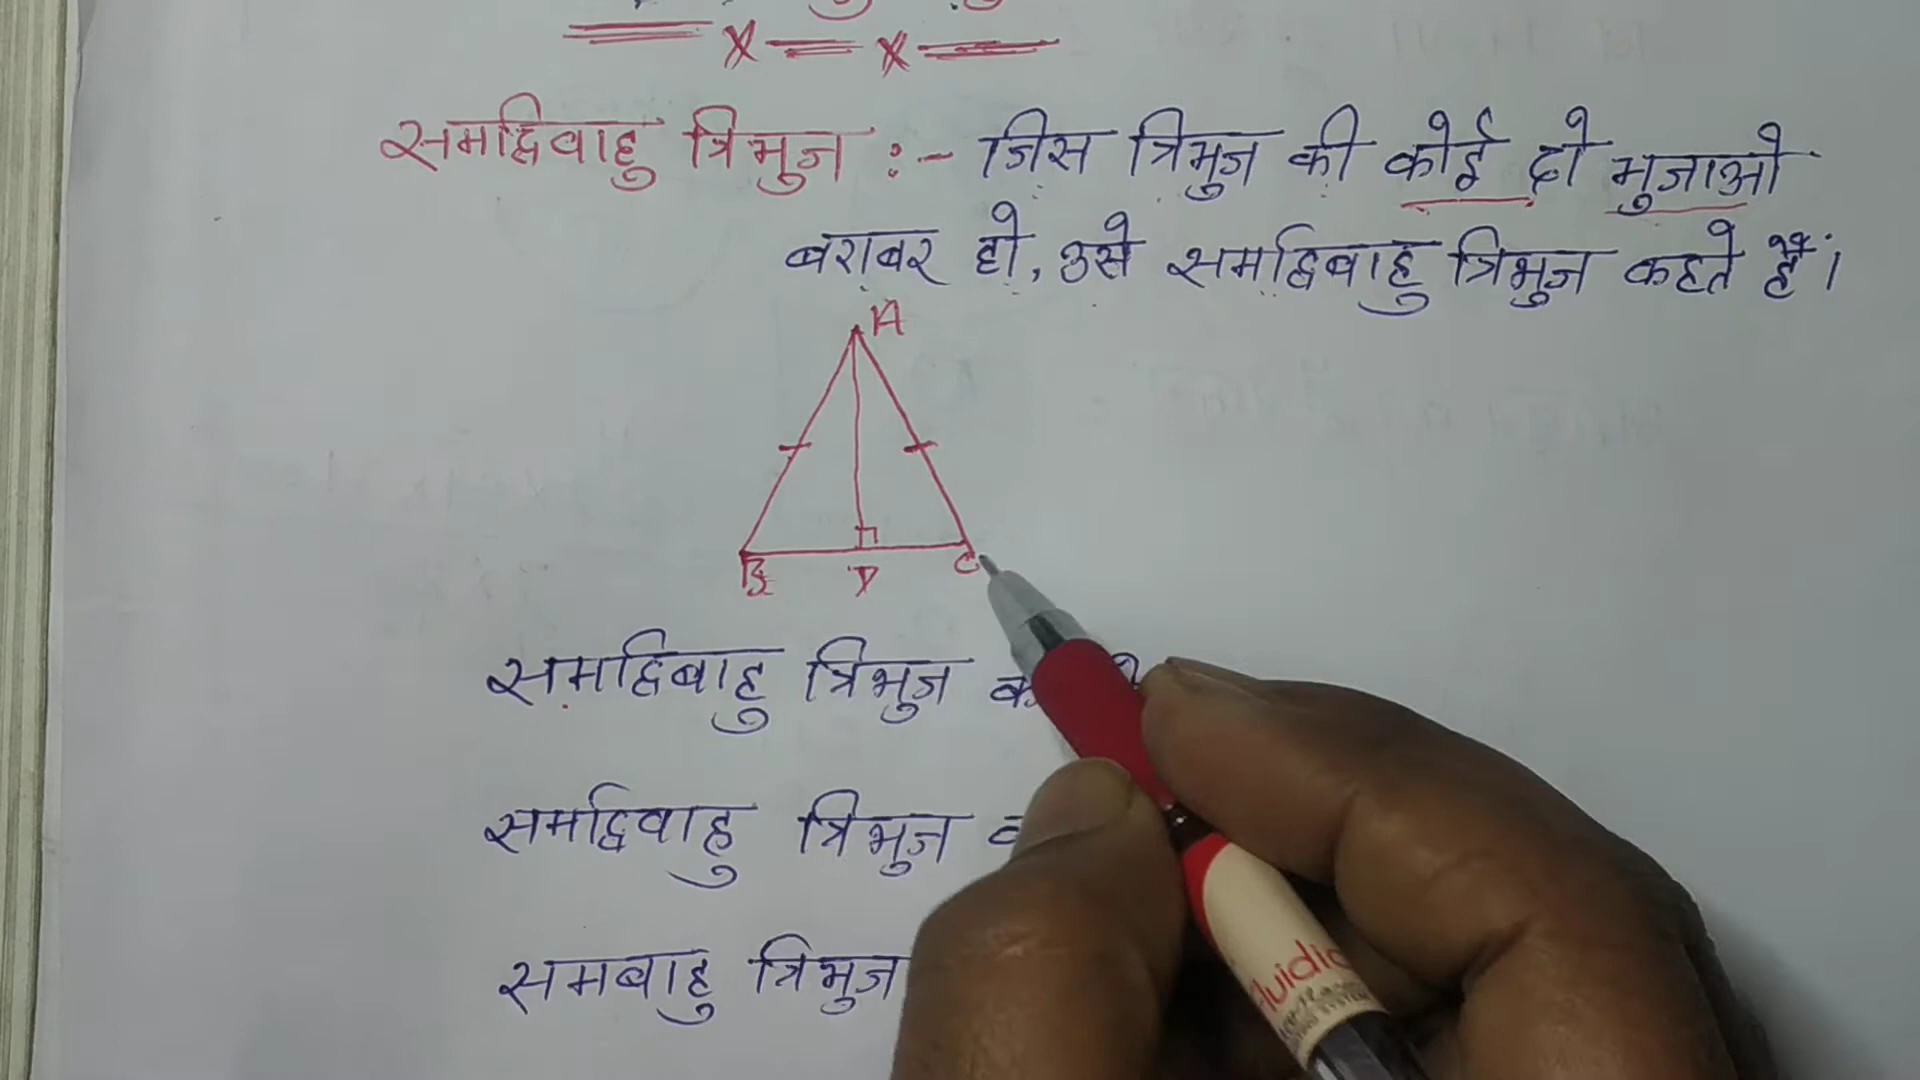 समद्विवाहु त्रिभुज :- जिस त्रिभुज की कोई दो भुजाओ
बराबर हो, उसे समद्विबाहु त्रिभुज कहते हैं।
A
B D C
समद्विबाहु त्रिभुज
समद्विवाहु त्रिभुज
समबाहु त्रिभुज